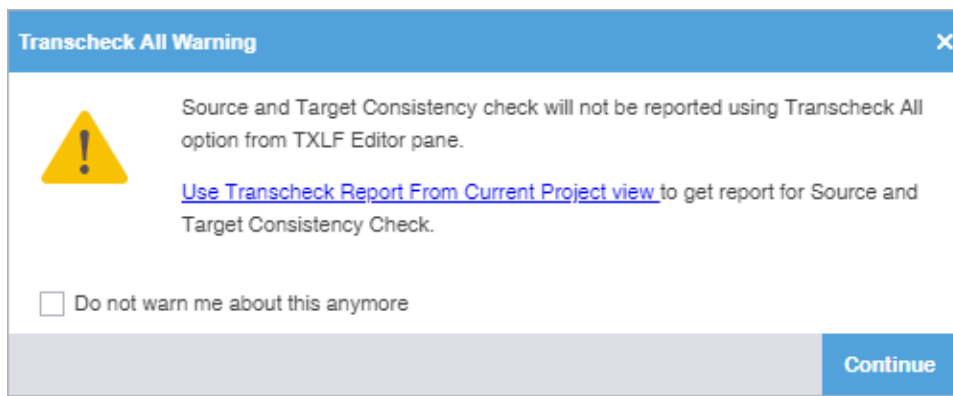 Transcheck All Warning
Source and Target Consistency check will not be reported using Transcheck All
option from TXLF Editor pane.
Use Transcheck Report From Current Project view to get report for Source and
Target Consistency Check.
Do not warn me about this anymore
Continue